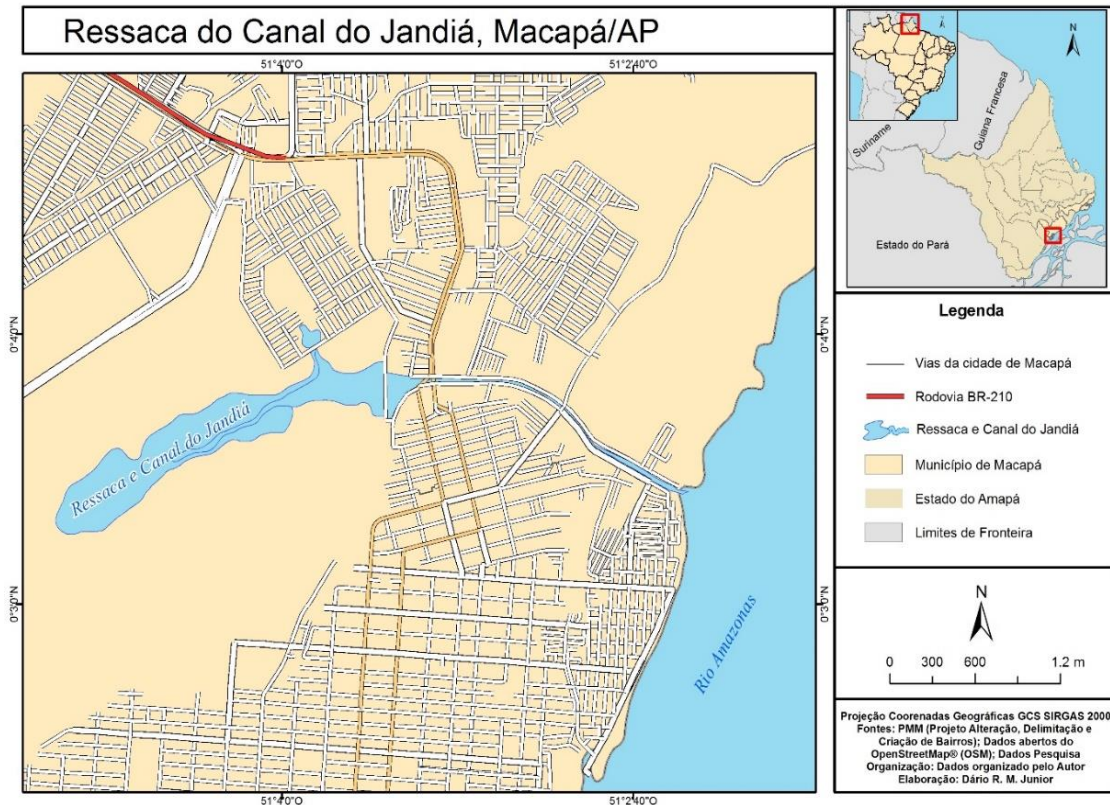 Ressaca do Canal do Jandiá, Macapá/AP
51°4'0"O
51°2'40"O
0°4'0"N
0°4'0"N
Ressaca e Canal do Jandiá
0°3'0"N
0°3'0"N
Rio Amazonas
51°4'0"O
51°2'40"O
N
Suriname
Guiana Francesa
Estado do Pará
Legenda
Vias da cidade de Macapá
Rodovia BR-210
Ressaca e Canal do Jandiá
Município de Macapá
Estado do Amapá
Limites de Fronteira
N
0 300 600 1.2 m
Projeção Coorenadas Geográficas GCS SIRGAS 2000
Fontes: PMM (Projeto Alteração, Delimitação e
Criação de Bairros); Dados abertos do
OpenStreetMap® (OSM); Dados Pesquisa
Organização: Dados organizado pelo Autor
Elaboração: Dário R. M. Junior